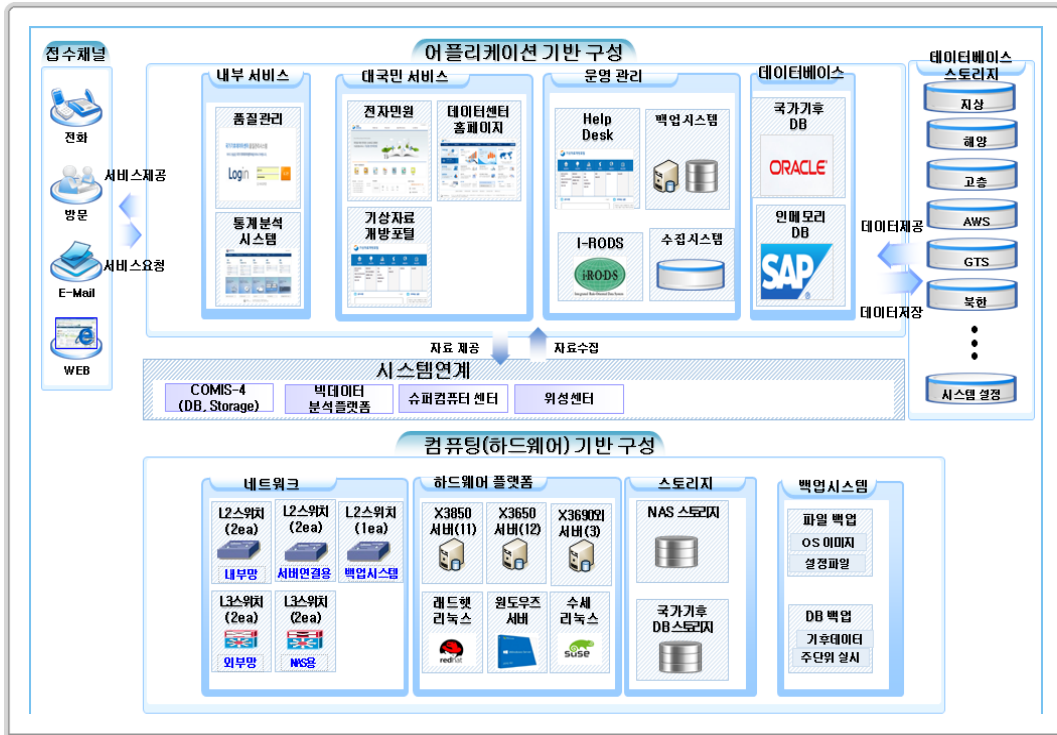 접수채널
전화
방문
E-Mail
WEB
서비스제공
서비스요청
어플리케이션 기반 구성
내부 서비스
품질관리
Login
통계분석
시스템
대국민 서비스
전자민원
데이터센터
홈페이지
기상자료
개방포털
운영 관리
Help
Desk
백업시스템
I-RODS
iRODS
수집시스템
데이터베이스
국가기후
DB
ORACLE
인메모리
DB
SAP
데이터제공
데이터저장
데이터베이스
스토리지
지상
해양
고층
AWS
GTS
북한
시스템 설정
자료 제공
자료수집
시스템연계
COMIS-4
(DB, Storage)
빅데이터
분석플랫폼
슈퍼컴퓨터 센터
위성센터
컴퓨팅(하드웨어) 기반 구성
네트워크
L2스위치
(2ea)
내부망
L2스위치
(2ea)
서버연결용
L2스위치
(1ea)
백업시스템
L3스위치
(2ea)
외부망
L3스위치
(2ea)
NAS용
하드웨어 플랫폼
X3850
서버(11)
X3650
서버(12)
X3690외
서버(3)
래드햇
리눅스
redhat
윈도우즈
서버
수세
리눅스
suse
스토리지
NAS 스토리지
국가기후
DB스토리지
백업시스템
파일 백업
OS 이미지
설정파일
DB 백업
기후데이터
주단위 실시